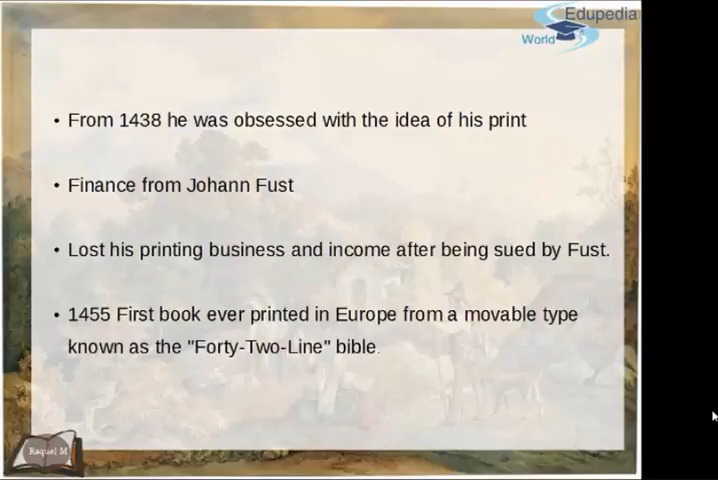 Edupedia
World
• From 1438 he was obsessed with the idea of his print
• Finance from Johann Fust
• Lost his printing business and income after being sued by Fust.
• 1455 First book ever printed in Europe from a movable type
known as the "Forty-Two-Line" bible.
Raquel M